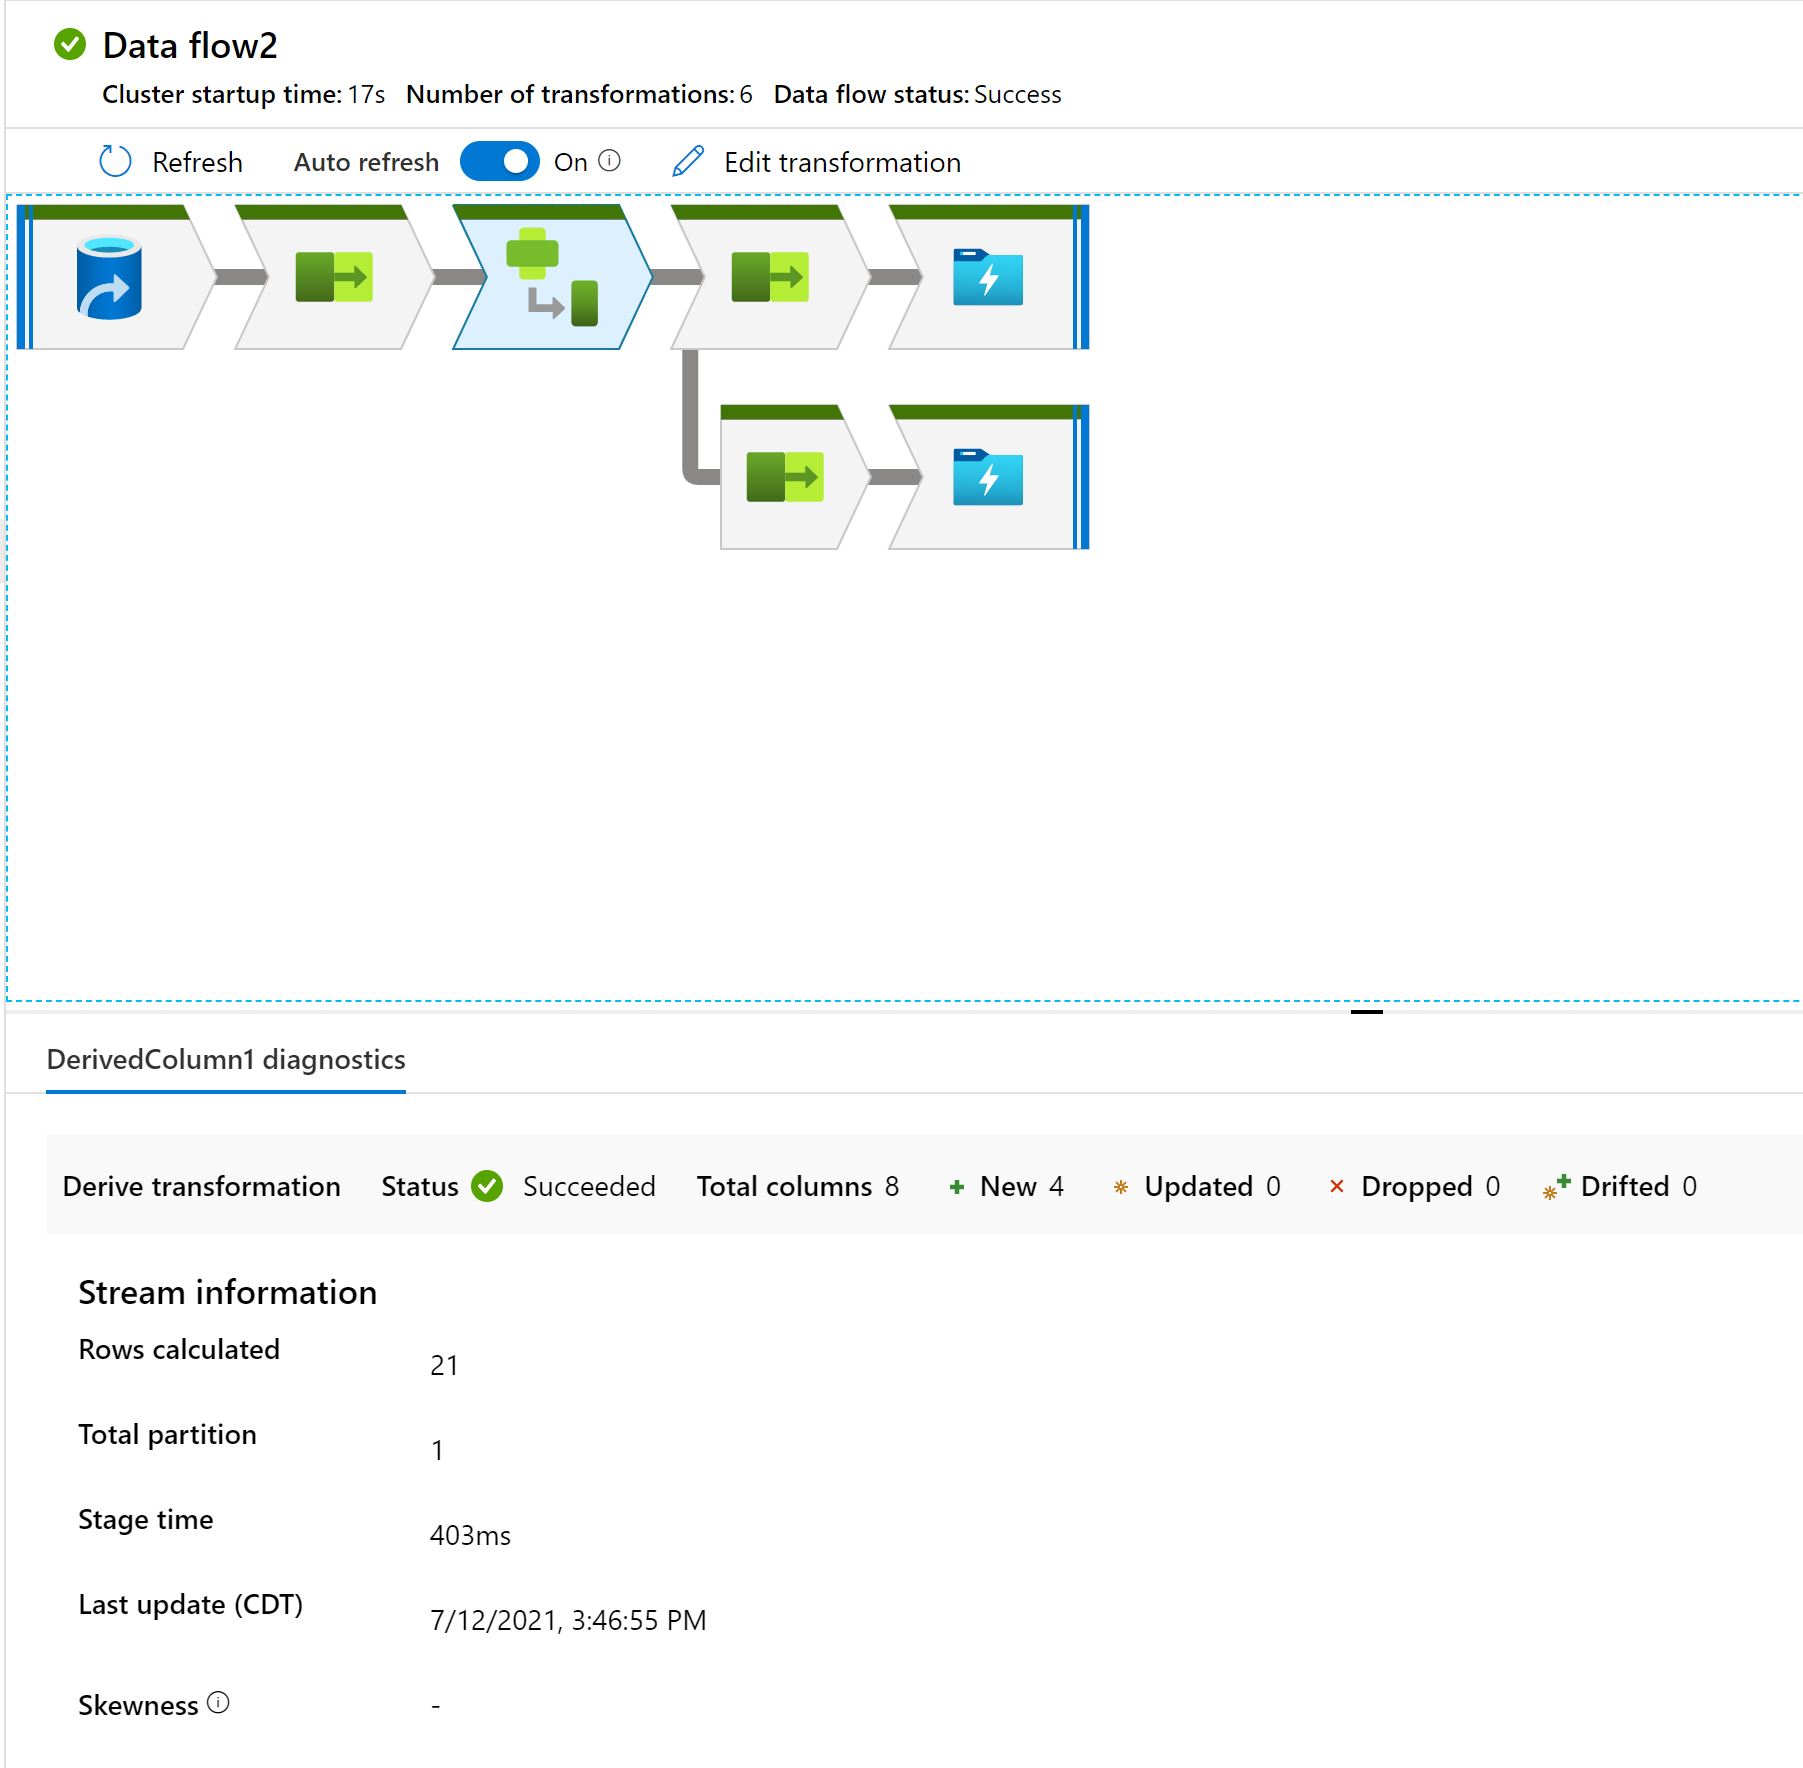 Data flow2
Cluster startup time: 17s Number of transformations: 6 Data flow status: Success
Refresh Auto refresh On Edit transformation
DerivedColumn1 diagnostics
Derive transformation Status Succeeded Total columns 8 New 4 Updated 0 Dropped 0 Drifted 0
Stream information
Rows calculated
21
Total partition
1
Stage time
403ms
Last update (CDT)
7/12/2021, 3:46:55 PM
Skewness -